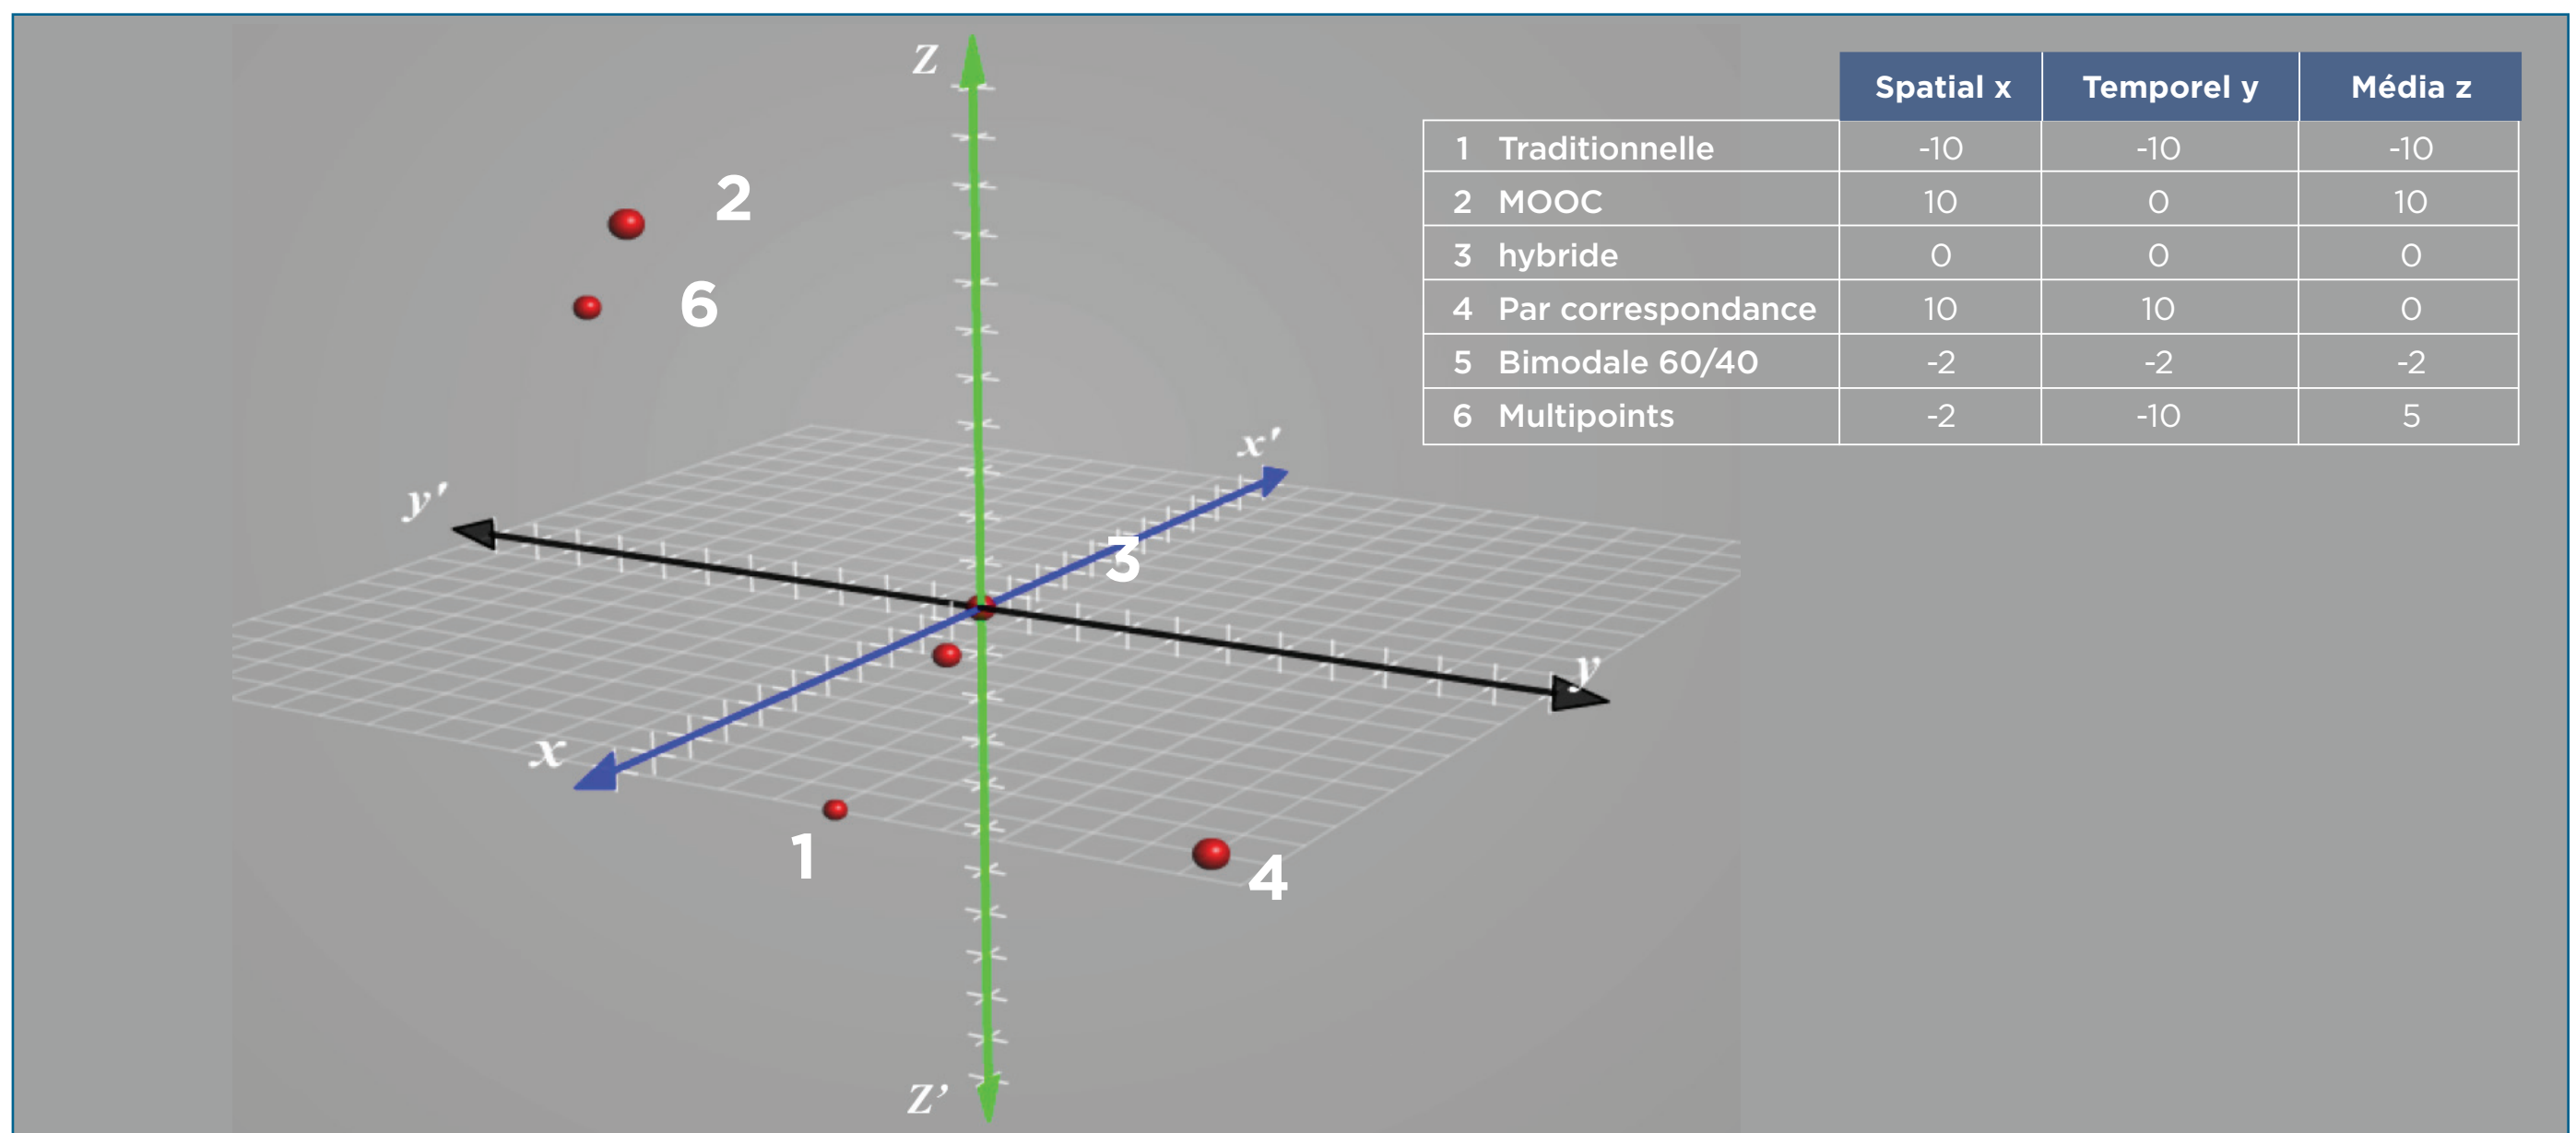 Z
2
6
x'
y'
3
y
x
1
4
Z’
Spatial x Temporel y Média z
1 Traditionnelle -10 -10 -10
2 MOOC 10 0 10
3 hybride 0 0 0
4 Par correspondance 10 10 0
5 Bimodale 60/40 -2 -2 -2
6 Multipoints -2 -10 5